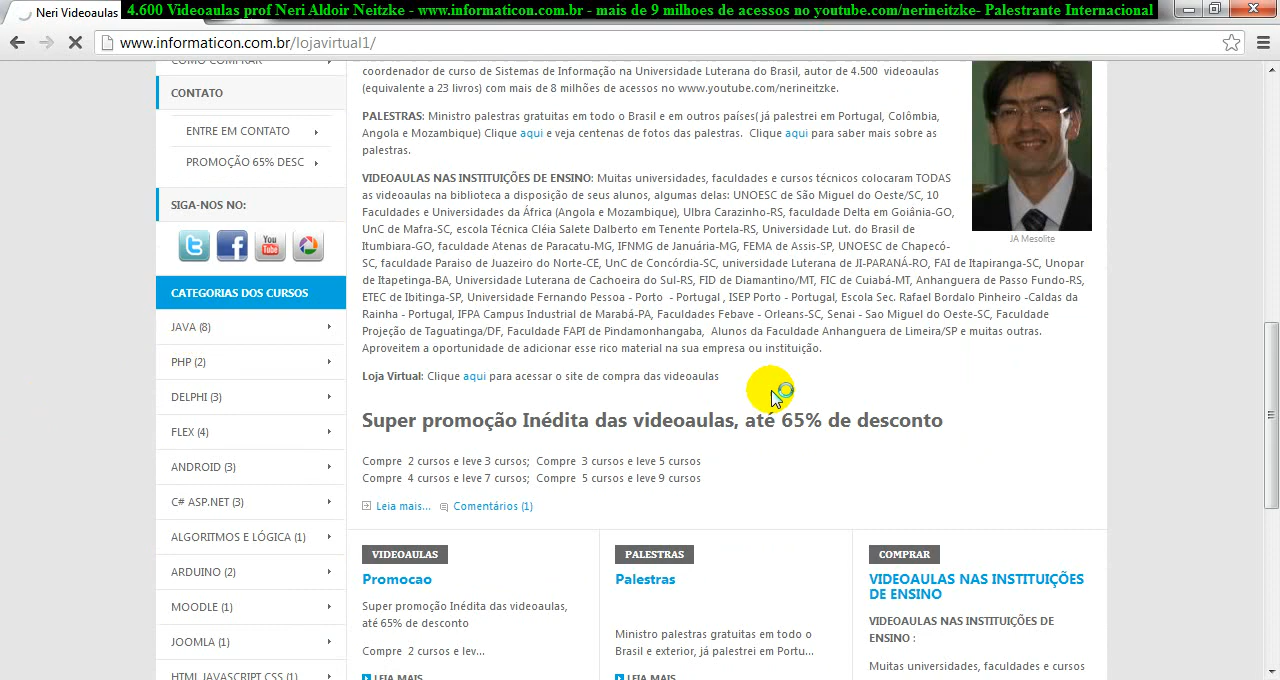 Neri Videoaulas
4.600 Videoaulas prof Neri Aldoir Neitzke - www.informaticon.com.br - mais de 9 milhoes de acessos no youtube.com/nerineitzke- Palestrante Internacional
www.informaticon.com.br/lojavirtual1/
COMO COMPRAR
CONTATO
ENTRE EM CONTATO
PROMOÇÃO 65% DESC
SIGA-NOS NO:
You
Tube
CATEGORIAS DOS CURSOS
JAVA (8)
PHP (2)
DELPHI (3)
FLEX (4)
ANDROID (3)
C# ASP.NET (3)
ALGORITMOS E LÓGICA (1)
ARDUINO (2)
MOODLE (1)
JOOMLA (1)
HTML JAVASCRIPT CSS (1)
coordenador de curso de Sistemas de Informação na Universidade Luterana do Brasil, autor de 4.500 videoaulas
(equivalente a 23 livros) com mais de 8 milhões de acessos no www.youtube.com/nerineitzke.
PALESTRAS: Ministro palestras gratuitas em todo o Brasil e em outros países( já palestrei em Portugal, Colômbia,
Angola e Mozambique) Clique aqui e veja centenas de fotos das palestras. Clique aqui para saber mais sobre as
palestras.
VIDEOAULAS NAS INSTITUIÇÕES DE ENSINO: Muitas universidades, faculdades e cursos técnicos colocaram TODAS
as videoaulas na biblioteca a disposição de seus alunos, algumas delas: UNOESC de São Miguel do Oeste/SC, 10
Faculdades e Universidades da África (Angola e Mozambique), Ulbra Carazinho-RS, faculdade Delta em Goiânia-GO,
UnC de Mafra-SC, escola Técnica Cléia Salete Dalberto em Tenente Portela-RS, Universidade Lut. do Brasil de
Itumbiara-GO, faculdade Atenas de Paracatu-MG, IFNMG de Januária-MG, FEMA de Assis-SP, UNOESC de Chapecó-
SC, faculdade Paraiso de Juazeiro do Norte-CE, UnC de Concórdia-SC, universidade Luterana de JI-PARANÁ-RO, FAI de Itapiranga-SC, Unopar
de Itapetinga-BA, Universidade Luterana de Cachoeira do Sul-RS, FID de Diamantino/MT, FIC de Cuiabá-MT, Anhanguera de Passo Fundo-RS,
ETEC de Ibitinga-SP, Universidade Fernando Pessoa - Porto - Portugal , ISEP Porto - Portugal, Escola Sec. Rafael Bordalo Pinheiro -Caldas da
Rainha - Portugal, IFPA Campus Industrial de Marabá-PA, Faculdades Febave - Orleans-SC, Senai - Sao Miguel do Oeste-SC, Faculdade
Projeção de Taguatinga/DF, Faculdade FAPI de Pindamonhangaba, Alunos da Faculdade Anhanguera de Limeira/SP e muitas outras.
Aproveitem a oportunidade de adicionar esse rico material na sua empresa ou instituição.
JA Mesolite
Loja Virtual: Clique aqui para acessar o site de compra das videoaulas
Super promoção Inédita das videoaulas, até 65% de desconto
Compre 2 cursos e leve 3 cursos; Compre 3 cursos e leve 5 cursos
Compre 4 cursos e leve 7 cursos; Compre 5 cursos e leve 9 cursos
Leia mais... Comentários (1)
VIDEOAULAS
Promocao
Super promoção Inédita das videoaulas,
até 65% de desconto
Compre 2 cursos e lev...
LEIA MAIS
PALESTRAS
Palestras
Ministro palestras gratuitas em todo o
Brasil e exterior, já palestrei em Portu...
LEIA MAIS
COMPRAR
VIDEOAULAS NAS INSTITUIÇÕES
DE ENSINO
VIDEOAULAS NAS INSTITUIÇÕES DE
ENSINO :
Muitas universidades, faculdades e cursos